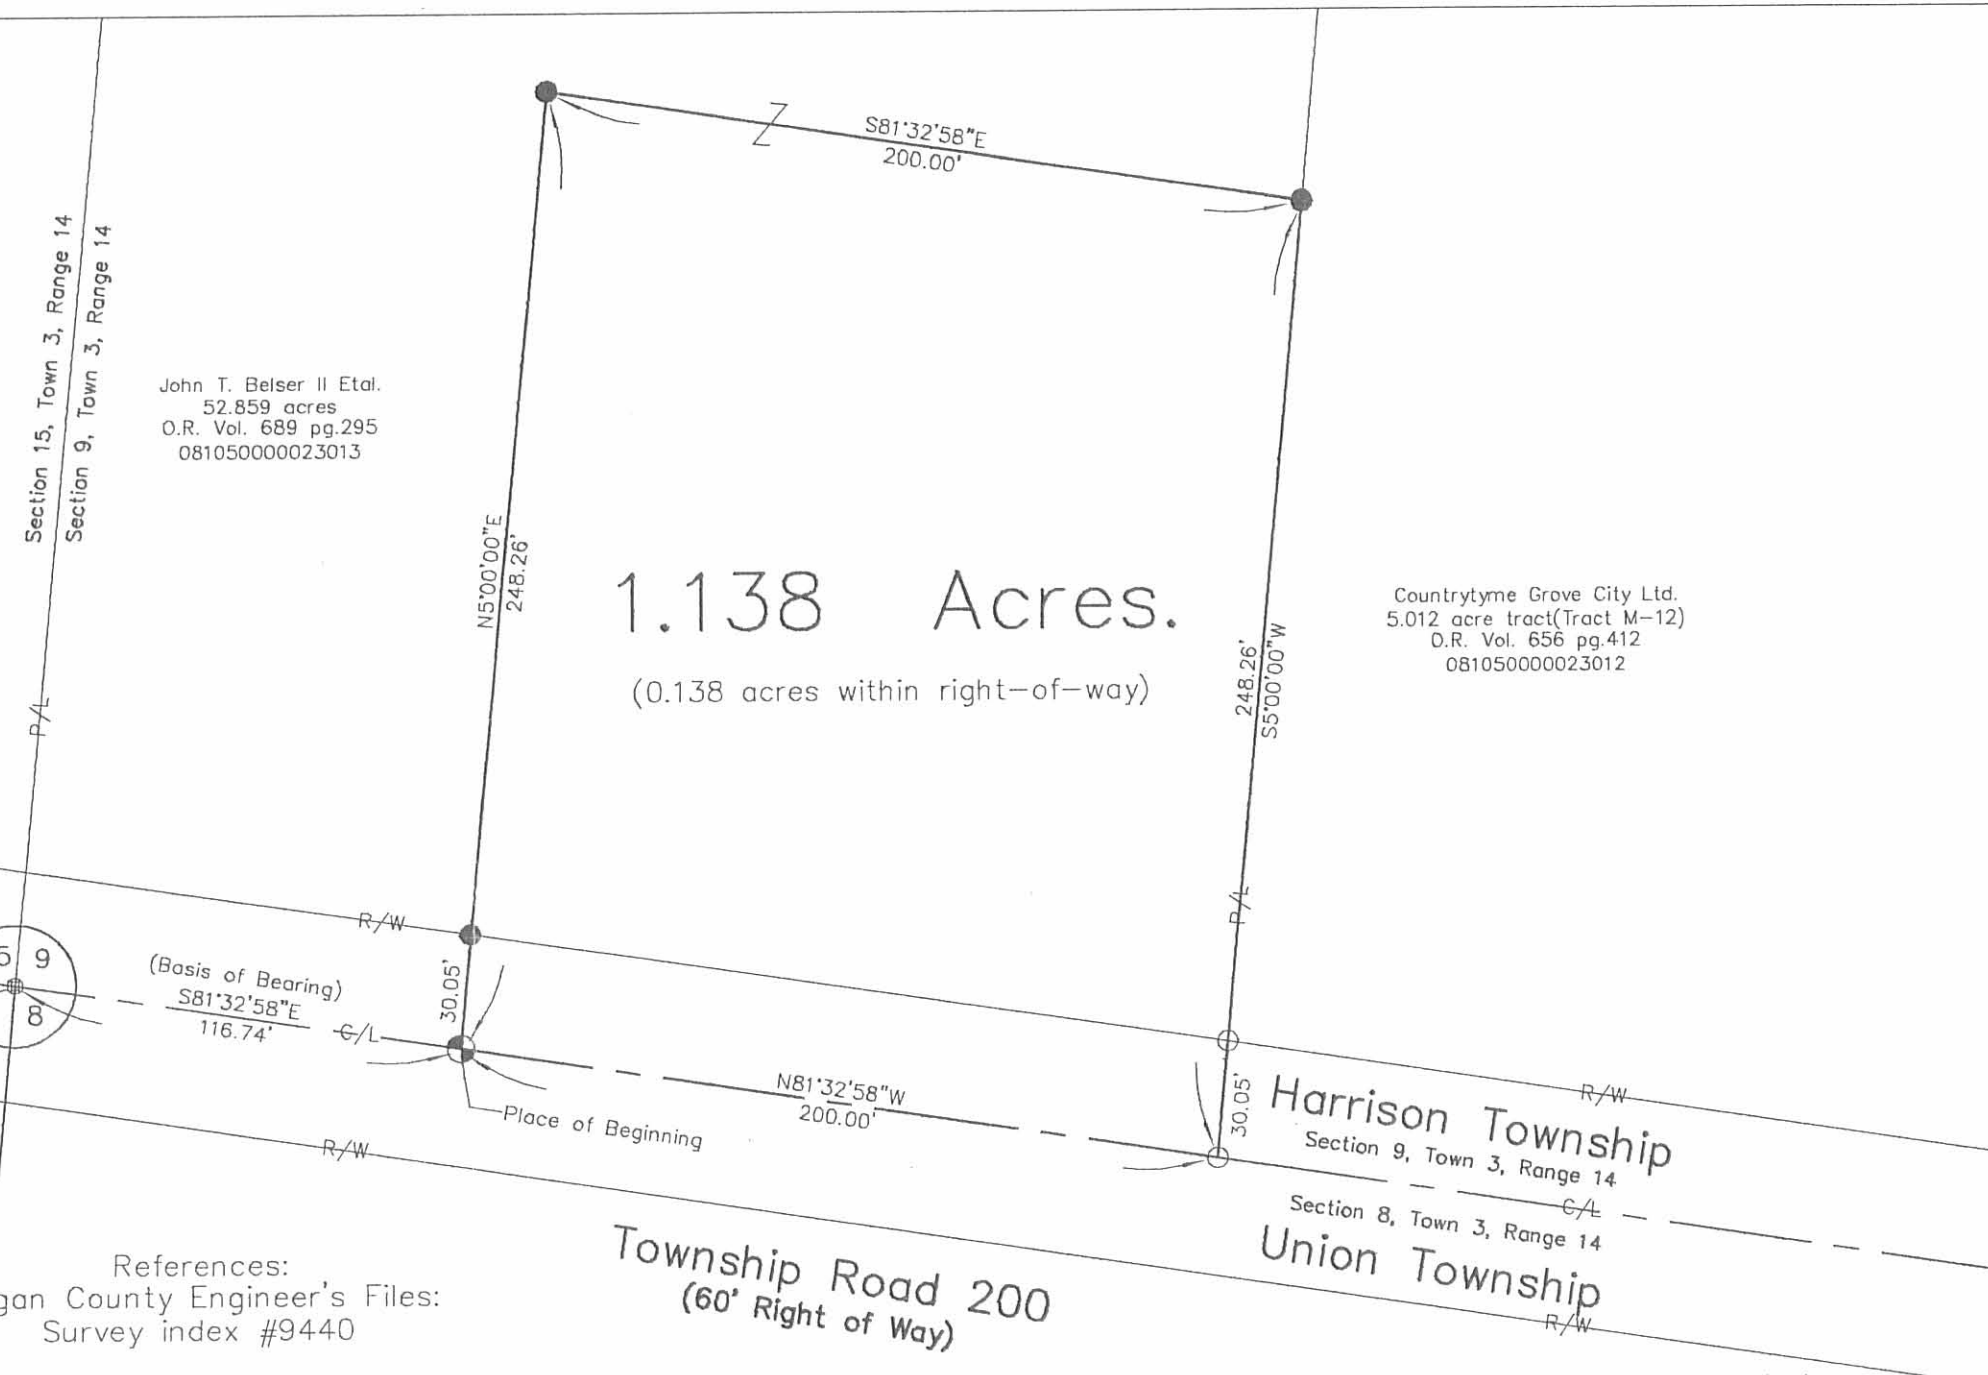 S81°32'58"E
200.00'
Section 15, Town 3, Range 14
Section 9, Town 3, Range 14
John T. Belser II Etal.
52.859 acres
O.R. Vol. 689 pg.295
081050000023013
N5°00'00"E
248.26'
1.138 Acres.
(0.138 acres within right-of-way)
248.26'
S5°00'00"W
Countrytyme Grove City Ltd.
5.012 acre tract(Tract M-12)
O.R. Vol. 656 pg.412
081050000023012
P/L
P/L
R/W
5 9
8
(Basis of Bearing)
S81°32'58"E
116.74'
C/L
30.05'
Place of Beginning
N81°32'58"W
200.00'
30.05'
R/W
Harrison Township
Section 9, Town 3, Range 14
C/L
Section 8, Town 3, Range 14
Union Township
R/W
R/W
Township Road 200
(60' Right of Way)
References:
gan County Engineer's Files:
Survey index #9440